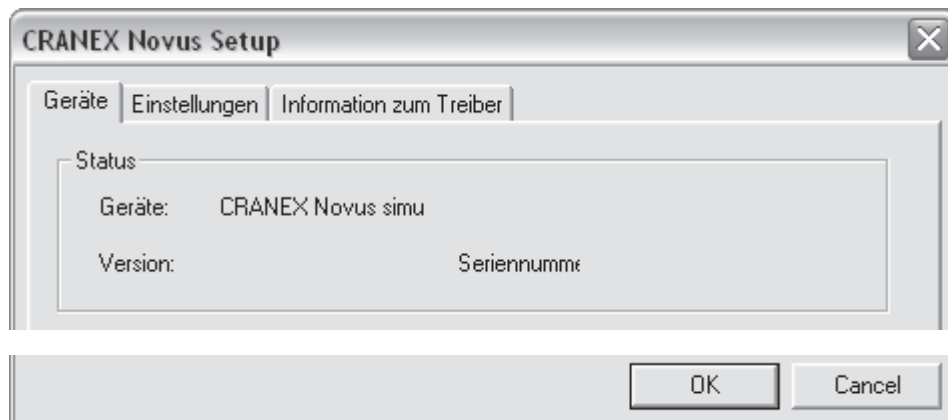 CRANEX Novus Setup
Geräte Einstellungen Information zum Treiber
Status
Geräte: CRANEX Novus simu
Version: Seriennumme
OK Cancel